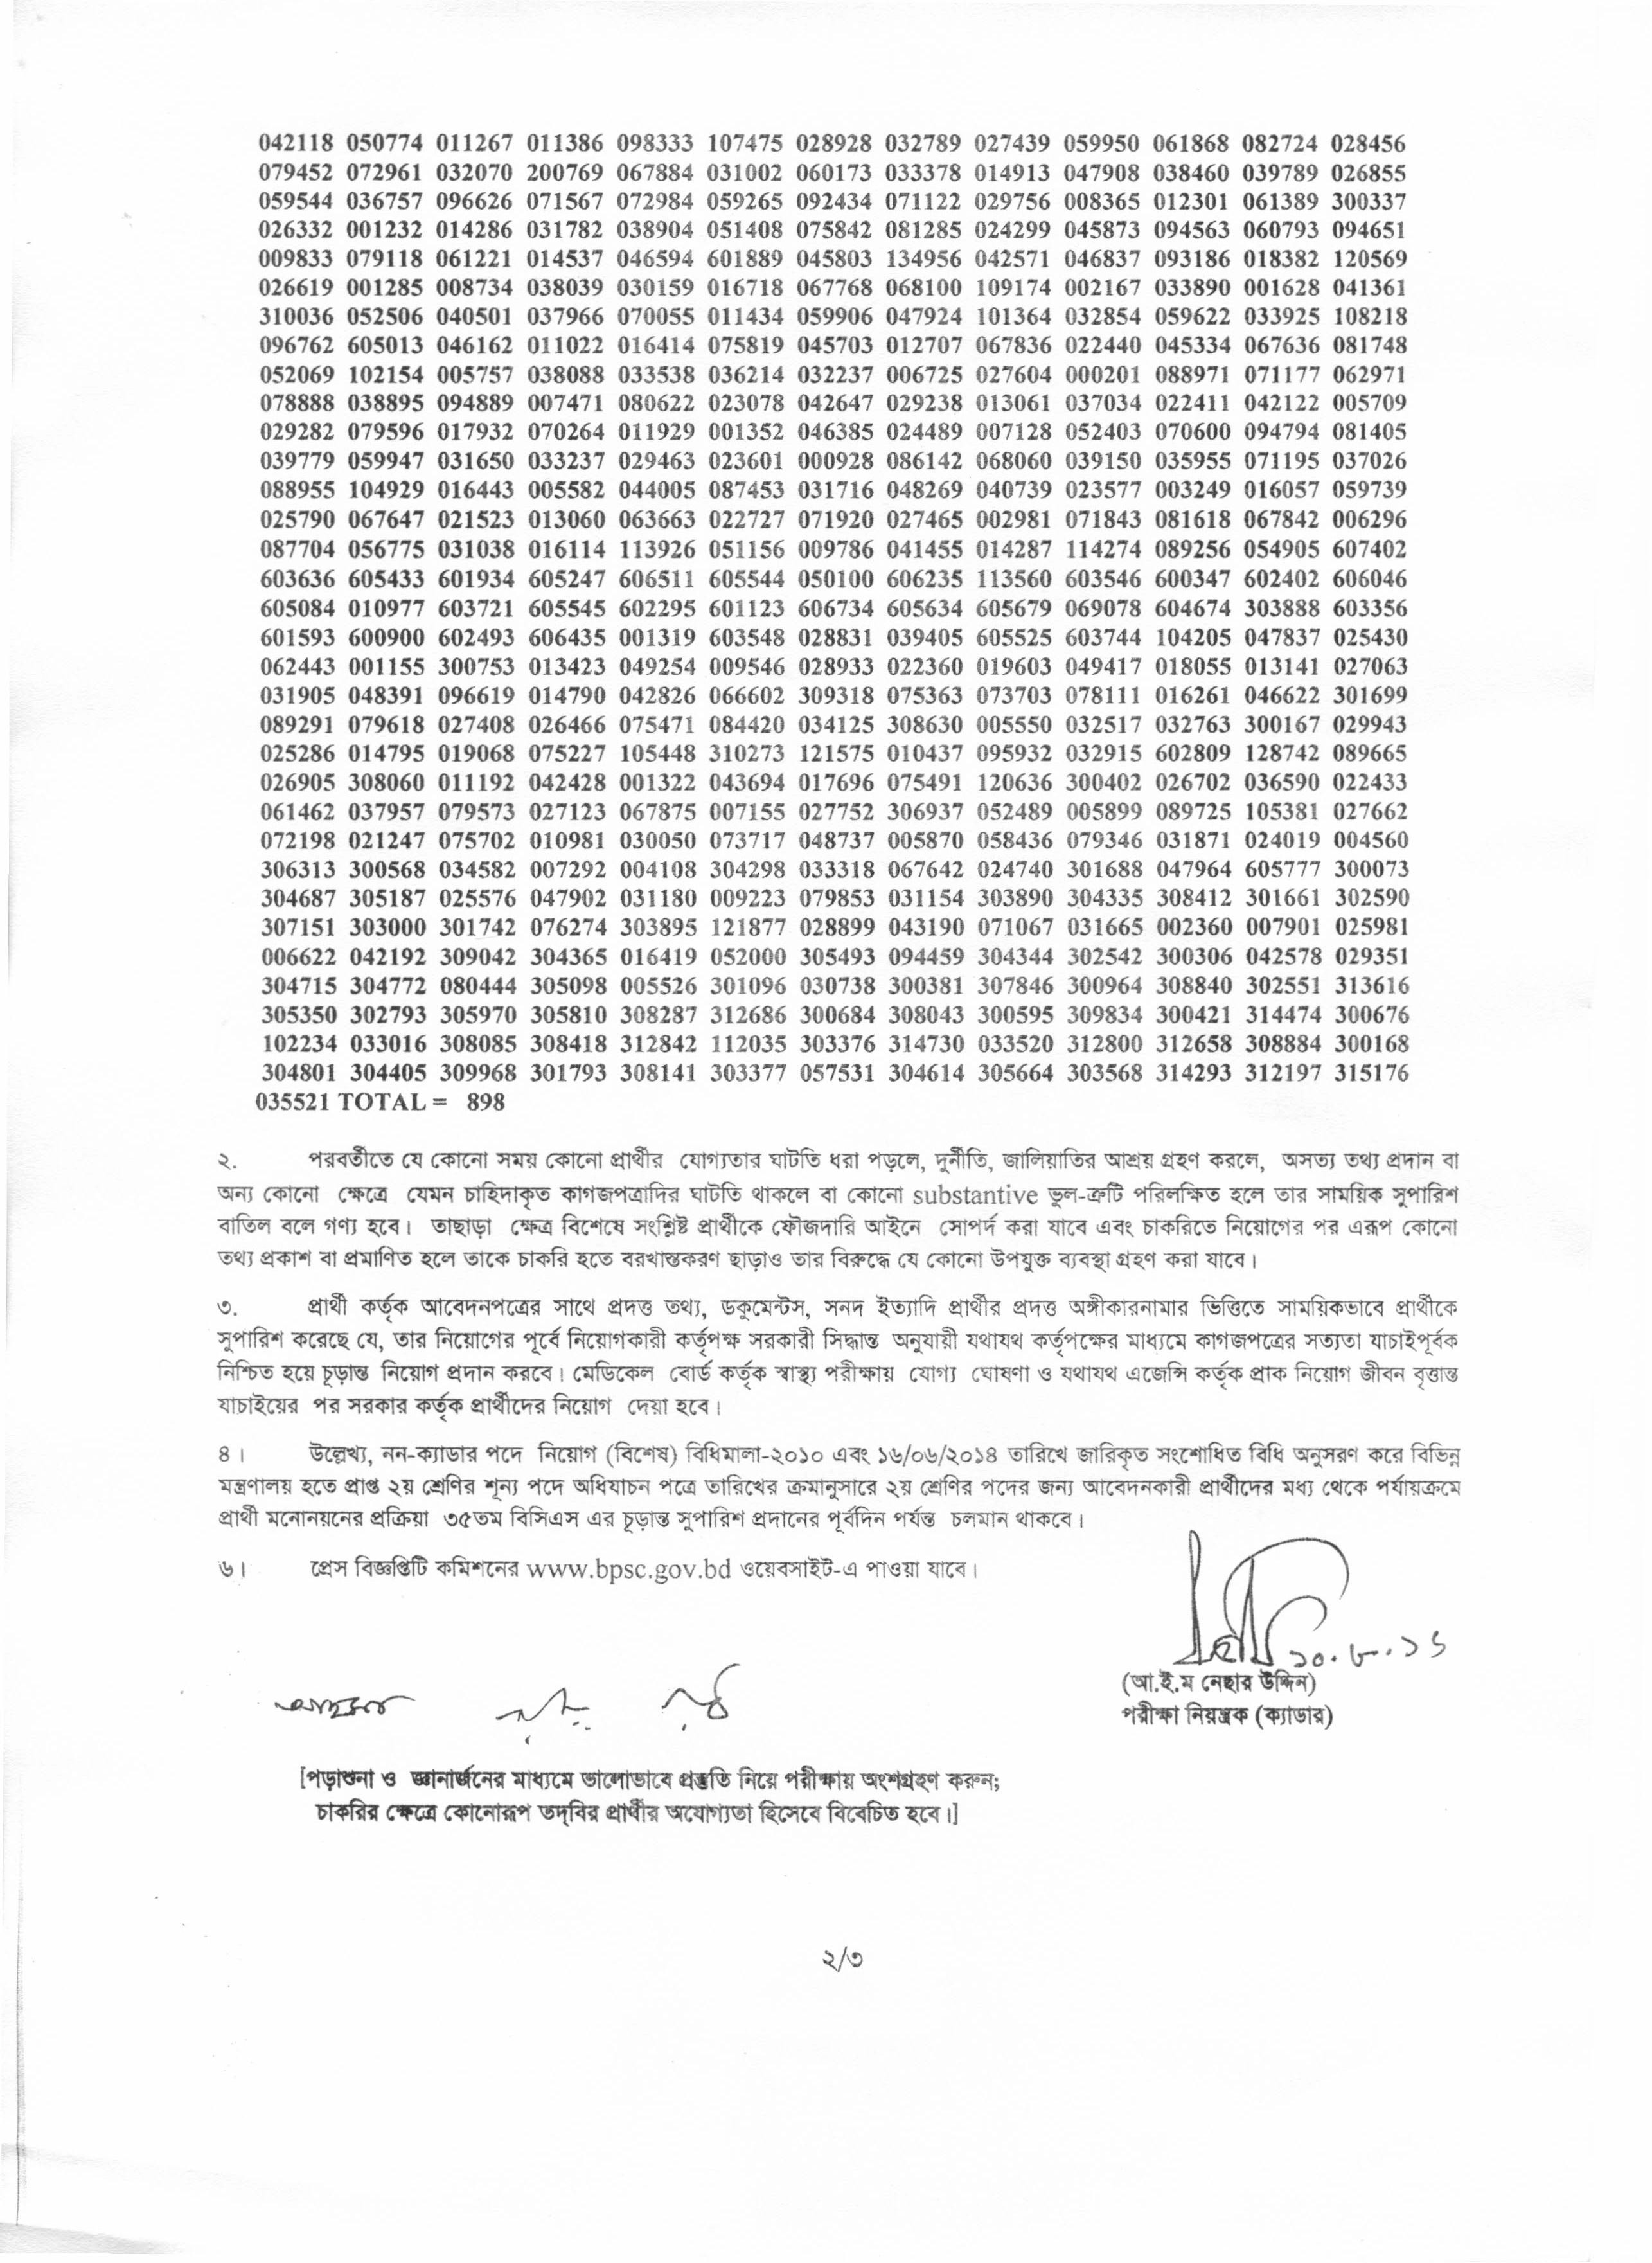 042118 050774 011267 011386 098333 107475 028928 032789 027439 059950 061868 082724 028456
079452 072961 032070 200769 067884 031002 060173 033378 014913 047908 038460 039789 026855
059544 036757 096626 071567 072984 059265 092434 071122 029756 008365 012301 061389 300337
026332 001232 014286 031782 038904 051408 075842 081285 024299 045873 094563 060793 094651
009833 079118 061221 014537 046594 601889 045803 134956 042571 046837 093186 018382 120569
026619 001285 008734 038039 030159 016718 067768 068100 109174 002167 033890 001628 041361
310036 052506 040501 037966 070055 011434 059906 047924 101364 032854 059622 033925 108218
096762 605013 046162 011022 016414 075819 045703 012707 067836 022440 045334 067636 081748
052069 102154 005757 038088 033538 036214 032237 006725 027604 000201 088971 071177 062971
078888 038895 094889 007471 080622 023078 042647 029238 013061 037034 022411 042122 005709
029282 079596 017932 070264 011929 001352 046385 024489 007128 052403 070600 094794 081405
039779 059947 031650 033237 029463 023601 000928 086142 068060 039150 035955 071195 037026
088955 104929 016443 005582 044005 087453 031716 048269 040739 023577 003249 016057 059739
025790 067647 021523 013060 063663 022727 071920 027465 002981 071843 081618 067842 006296
087704 056775 031038 016114 113926 051156 009786 041455 014287 114274 089256 054905 607402
603636 605433 601934 605247 606511 605544 050100 606235 113560 603546 600347 602402 606046
605084 010977 603721 605545 602295 601123 606734 605634 605679 069078 604674 303888 603356
601593 600900 602493 606435 001319 603548 028831 039405 605525 603744 104205 047837 025430
062443 001155 300753 013423 049254 009546 028933 022360 019603 049417 018055 013141 027063
031905 048391 096619 014790 042826 066602 309318 075363 073703 078111 016261 046622 301699
089291 079618 027408 026466 075471 084420 034125 308630 005550 032517 032763 300167 029943
025286 014795 019068 075227 105448 310273 121575 010437 095932 032915 602809 128742 089665
026905 308060 011192 042428 001322 043694 017696 075491 120636 300402 026702 036590 022433
061462 037957 079573 027123 067875 007155 027752 306937 052489 005899 089725 105381 027662
072198 021247 075702 010981 030050 073717 048737 005870 058436 079346 031871 024019 004560
306313 300568 034582 007292 004108 304298 033318 067642 024740 301688 047964 605777 300073
304687 305187 025576 047902 031180 009223 079853 031154 303890 304335 308412 301661 302590
307151 303000 301742 076274 303895 121877 028899 043190 071067 031665 002360 007901 025981
006622 042192 309042 304365 016419 052000 305493 094459 304344 302542 300306 042578 029351
304715 304772 080444 305098 005526 301096 030738 300381 307846 300964 308840 302551 313616
305350 302793 305970 305810 308287 312686 300684 308043 300595 309834 300421 314474 300676
102234 033016 308085 308418 312842 112035 303376 314730 033520 312800 312658 308884 300168
304801 304405 309968 301793 308141 303377 057531 304614 305664 303568 314293 312197 315176
035521 TOTAL = 898
২. পরবর্তীতে যে কোনো সময় কোনো প্রার্থীর যোগ্যতার ঘাটতি ধরা পড়লে, দুর্নীতি, জালিয়াতির আশ্রয় গ্রহণ করলে, অসত্য তথ্য প্রদান বা
অন্য কোনো ক্ষেত্রে যেমন চাহিদাকৃত কাগজপত্রাদির ঘাটতি থাকলে বা কোনো substantive ভুল-ত্রুটি পরিলক্ষিত হলে তার সাময়িক সুপারিশ
বাতিল বলে গণ্য হবে। তাছাড়া ক্ষেত্র বিশেষে সংশ্লিষ্ট প্রার্থীকে ফৌজদারি আইনে সোপর্দ করা যাবে এবং চাকরিতে নিয়োগের পর এরূপ কোনো
তথ্য প্রকাশ বা প্রমাণিত হলে তাকে চাকরি হতে বরখাস্তকরণ ছাড়াও তার বিরুদ্ধে যে কোনো উপযুক্ত ব্যবস্থা গ্রহণ করা যাবে।
৩. প্রার্থী কর্তৃক আবেদনপত্রের সাথে প্রদত্ত তথ্য, ডকুমেন্টস, সনদ ইত্যাদি প্রার্থীর প্রদত্ত অঙ্গীকারনামার ভিত্তিতে সাময়িকভাবে প্রার্থীকে
সুপারিশ করেছে যে, তার নিয়োগের পূর্বে নিয়োগকারী কর্তৃপক্ষ সরকারী সিদ্ধান্ত অনুযায়ী যথাযথ কর্তৃপক্ষের মাধ্যমে কাগজপত্রের সত্যতা যাচাইপূর্বক
নিশ্চিত হয়ে চূড়ান্ত নিয়োগ প্রদান করবে। মেডিকেল বোর্ড কর্তৃক স্বাস্থ্য পরীক্ষায় যোগ্য ঘোষণা ও যথাযথ এজেন্সি কর্তৃক প্রাক নিয়োগ জীবন বৃত্তান্ত
যাচাইয়ের পর সরকার কর্তৃক প্রার্থীদের নিয়োগ দেয়া হবে।
৪। উল্লেখ্য, নন-ক্যাডার পদে নিয়োগ (বিশেষ) বিধিমালা-২০১০ এবং ১৬/০৬/২০১৪ তারিখে জারিকৃত সংশোধিত বিধি অনুসরণ করে বিভিন্ন
মন্ত্রণালয় হতে প্রাপ্ত ২য় শ্রেণির শূন্য পদে অধিযাচন পত্রে তারিখের ক্রমানুসারে ২য় শ্রেণির পদের জন্য আবেদনকারী প্রার্থীদের মধ্য থেকে পর্যায়ক্রমে
প্রার্থী মনোনয়নের প্রক্রিয়া ৩৫তম বিসিএস এর চূড়ান্ত সুপারিশ প্রদানের পূর্বদিন পর্যন্ত চলমান থাকবে।
৬। প্রেস বিজ্ঞপ্তিটি কমিশনের www.bpsc.gov.bd ওয়েবসাইট-এ পাওয়া যাবে।
১০.৮.১৬
(আ.ই.ম নেছার উদ্দিন)
পরীক্ষা নিয়ন্ত্রক (ক্যাডার)
[পড়াশুনা ও জ্ঞানার্জনের মাধ্যমে ভালোভাবে প্রস্তুতি নিয়ে পরীক্ষায় অংশগ্রহণ করুন;
চাকরির ক্ষেত্রে কোনোরূপ তদ্‌বির প্রার্থীর অযোগ্যতা হিসেবে বিবেচিত হবে।]
২/৩